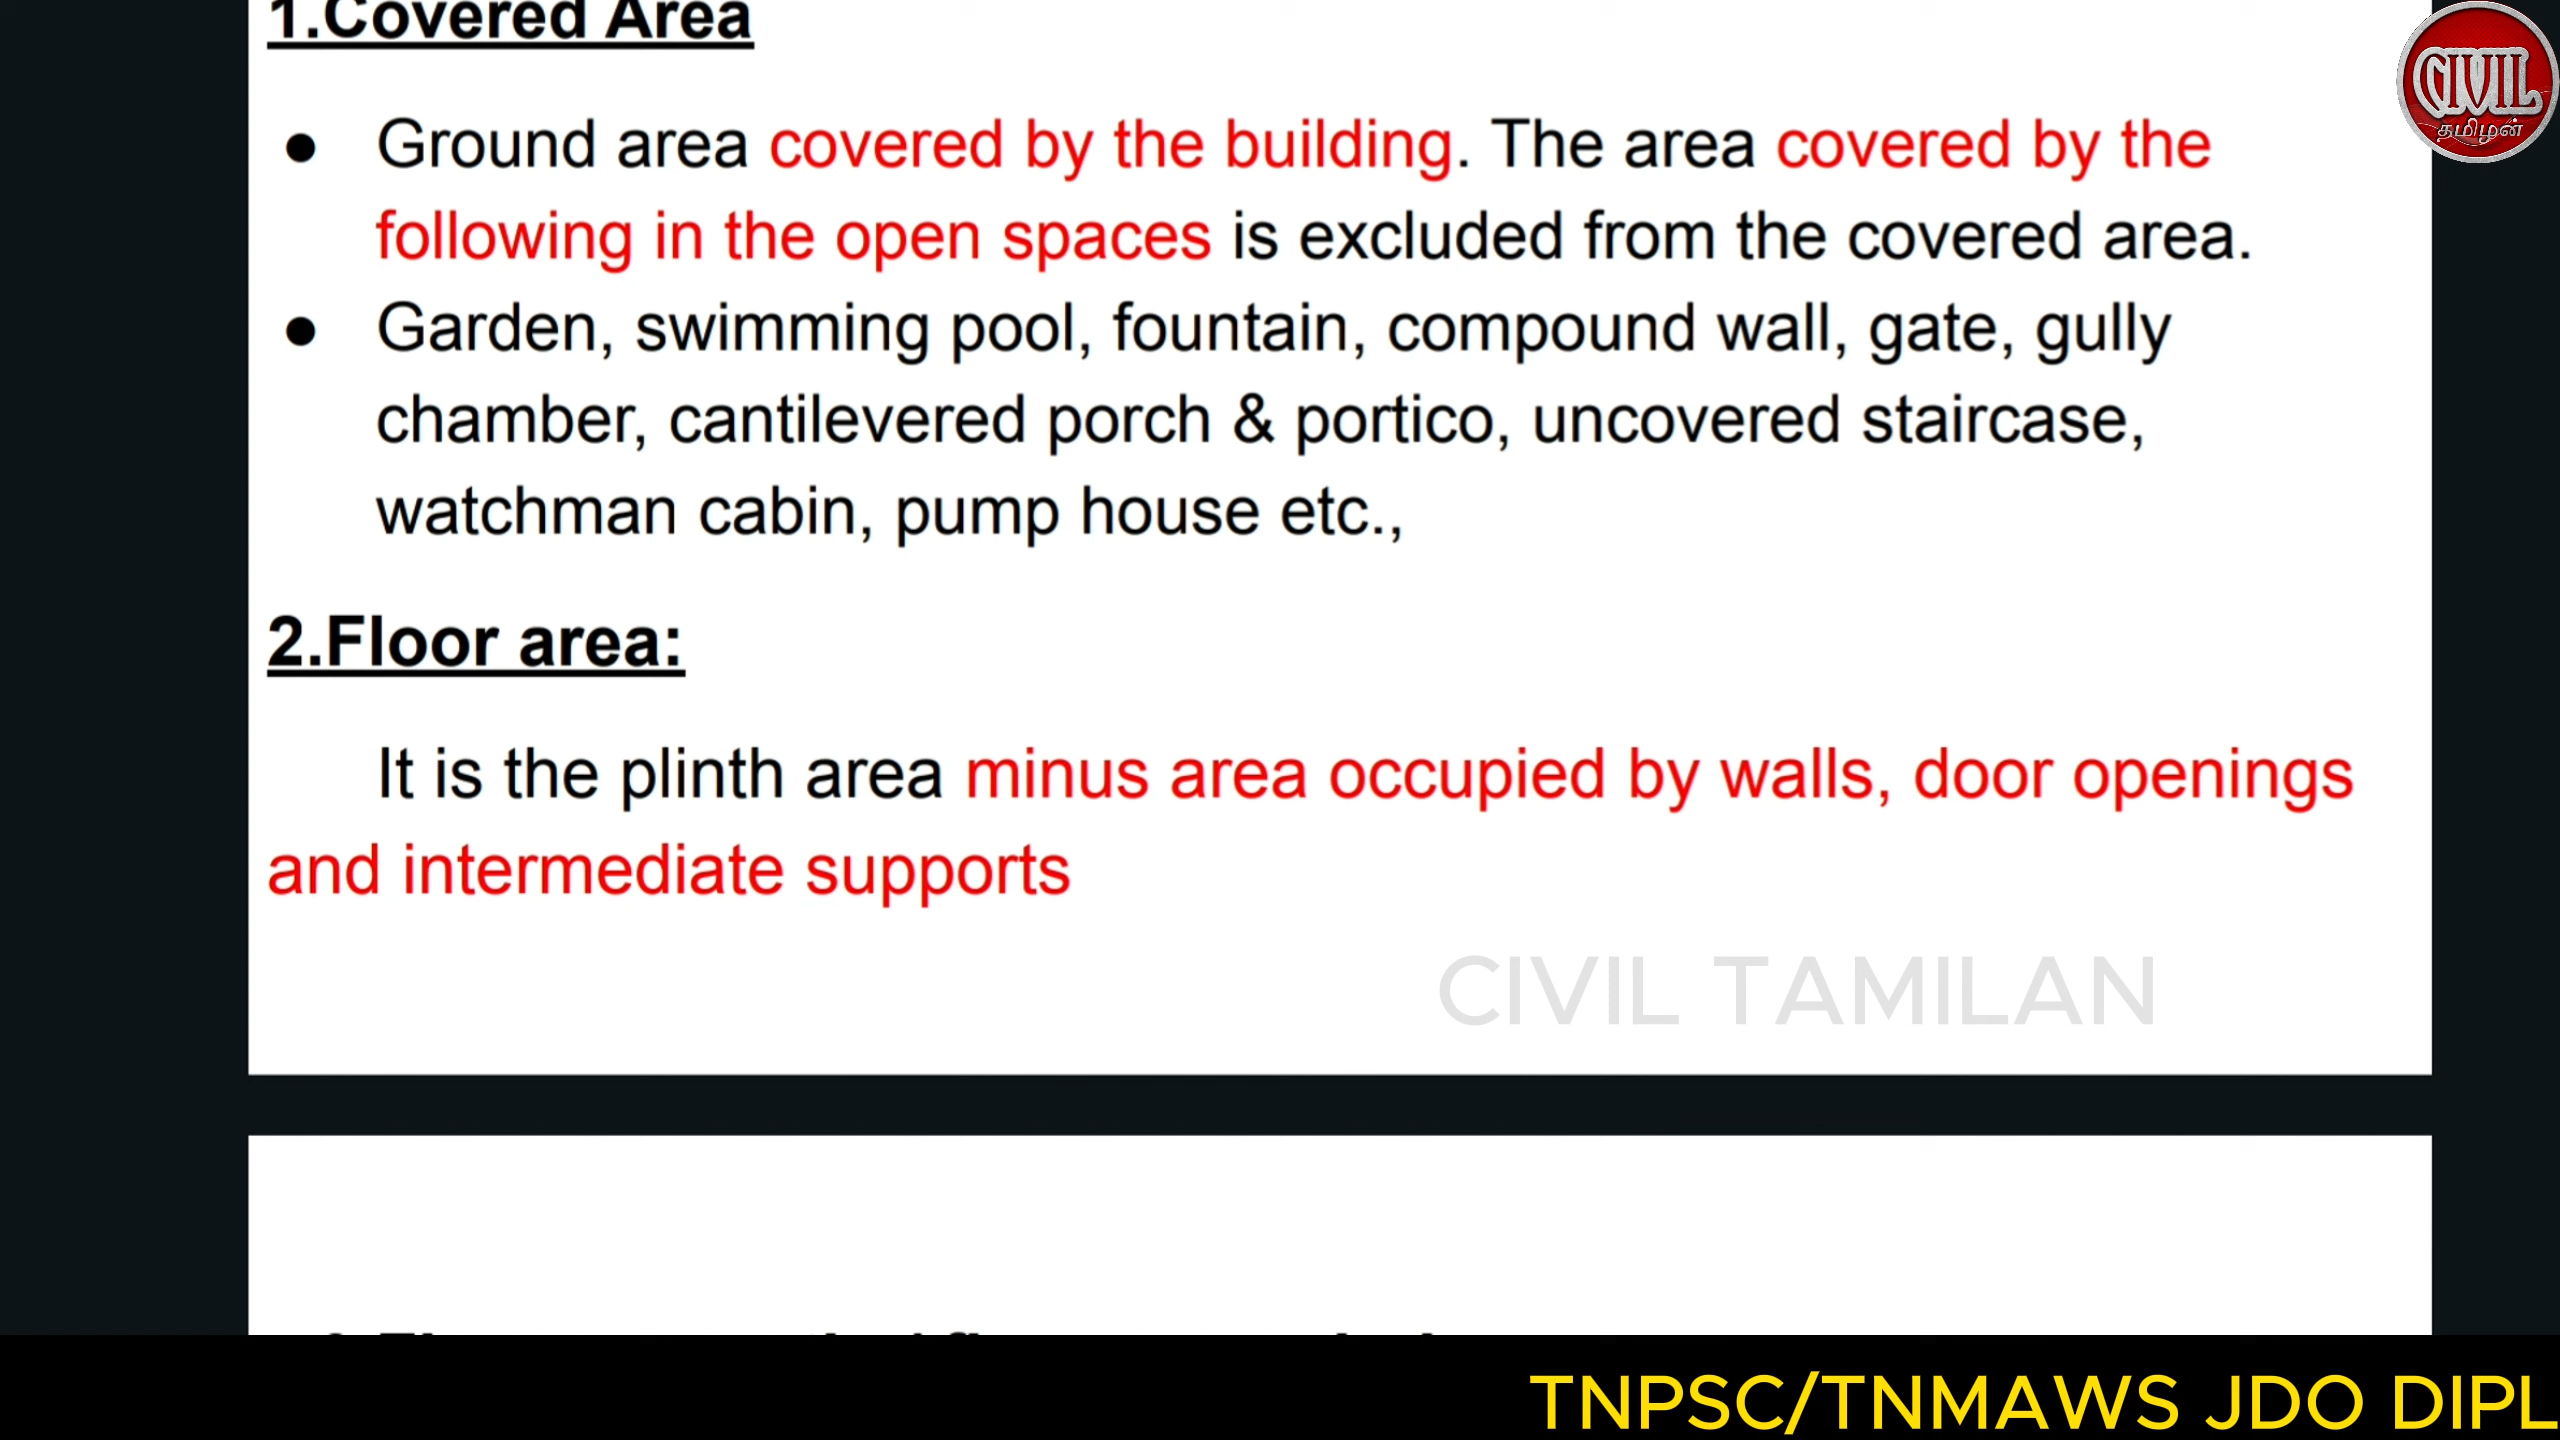 1.Covered Area
CIVIL
தமிழன்
● Ground area covered by the building. The area covered by the
following in the open spaces is excluded from the covered area.
● Garden, swimming pool, fountain, compound wall, gate, gully
chamber, cantilevered porch & portico, uncovered staircase,
watchman cabin, pump house etc.,
2.Floor area:
It is the plinth area minus area occupied by walls, door openings
and intermediate supports
CIVIL TAMILAN
TNPSC/TNMAWS JDO DIPL